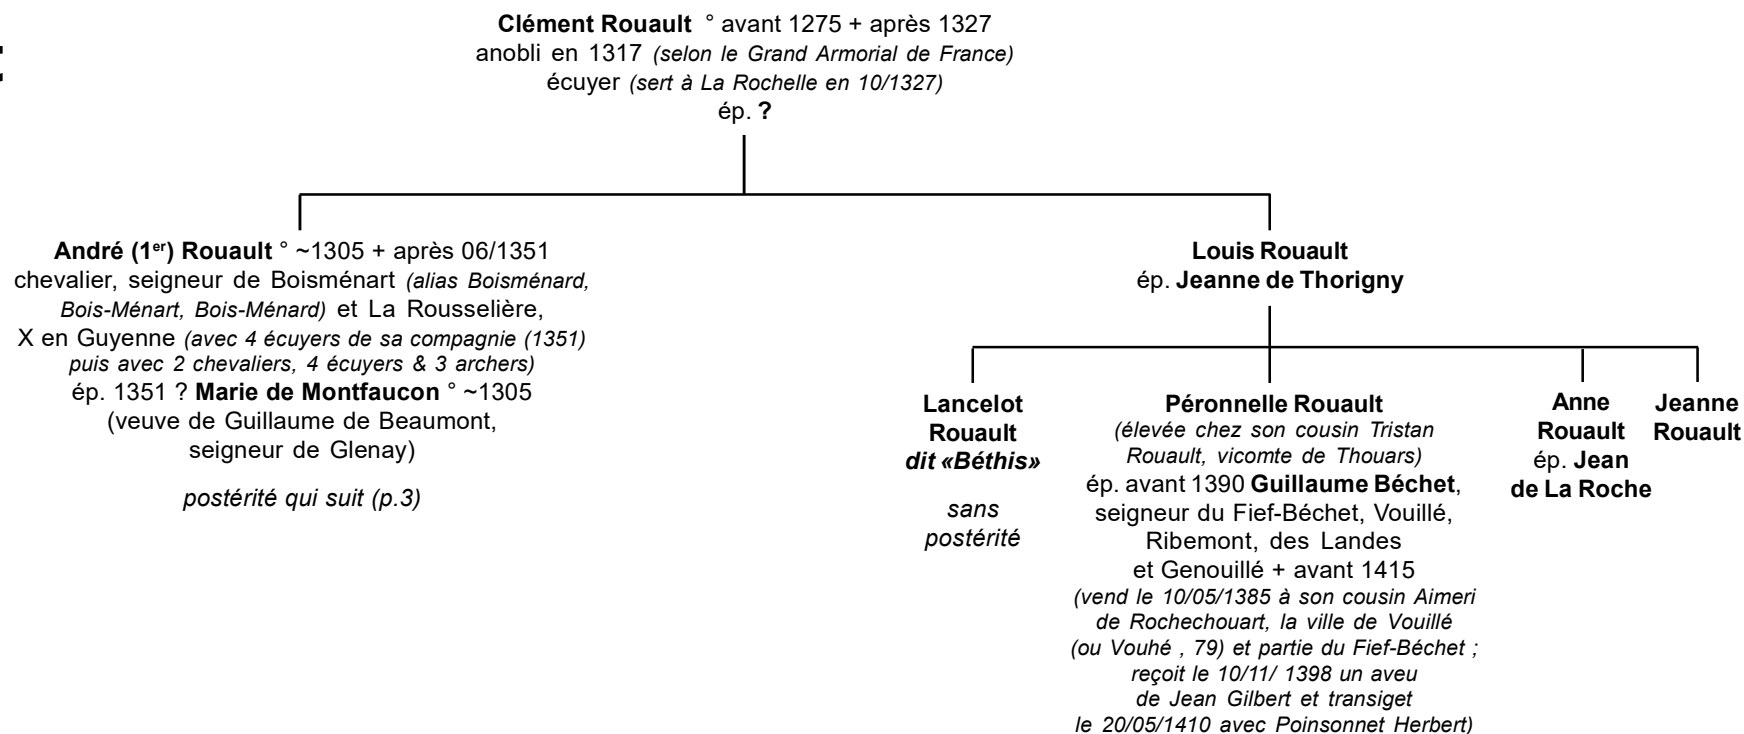 Clément Rouault ° avant 1275 + après 1327
anobli en 1317 (selon le Grand Armorial de France)
écuyer (sert à La Rochelle en 10/1327)
ép. ?
André (1er) Rouault ° ~1305 + après 06/1351
chevalier, seigneur de Boisménart (alias Boisménard,
Bois-Ménart, Bois-Ménard) et La Rousselière,
X en Guyenne (avec 4 écuyers de sa compagnie (1351)
puis avec 2 chevaliers, 4 écuyers & 3 archers)
ép. 1351 ? Marie de Montfaucon ° ~1305
(veuve de Guillaume de Beaumont,
seigneur de Glenay)
postérité qui suit (p.3)
Louis Rouault
ép. Jeanne de Thorigny
Lancelot
Rouault
dit «Béthis»
sans
postérité
Péronnelle Rouault
(élevée chez son cousin Tristan
Rouault, vicomte de Thouars)
ép. avant 1390 Guillaume Béchet,
seigneur du Fief-Béchet, Vouillé,
Ribemont, des Landes
et Genouillé + avant 1415
(vend le 10/05/1385 à son cousin Aimeri
de Rochechouart, la ville de Vouillé
(ou Vouhé , 79) et partie du Fief-Béchet ;
reçoit le 10/11/ 1398 un aveu
de Jean Gilbert et transiget
le 20/05/1410 avec Poinsonnet Herbert)
Anne
Rouault
ép. Jean
de La Roche
Jeanne
Rouault